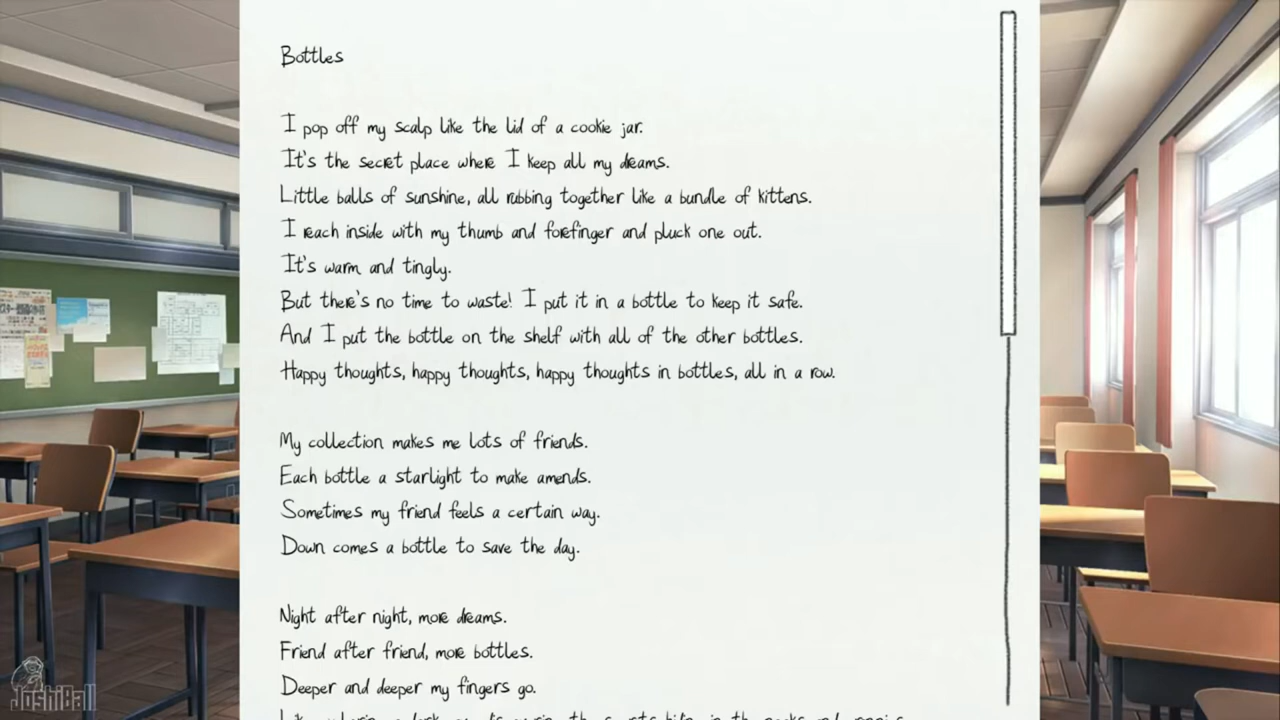 Bottles
I pop off my scalp like the lid of a cookie jar.
It's the secret place where I keep all my dreams.
Little balls of sunshine, all rubbing together like a bundle of kittens.
I reach inside with my thumb and forefinger and pluck one out.
It's warm and tingly.
But there's no time to waste! I put it in a bottle to keep it safe.
And I put the bottle on the shelf with all of the other bottles.
Happy thoughts, happy thoughts, happy thoughts in bottles, all in a row.
My collection makes me lots of friends.
Each bottle a starlight to make amends.
Sometimes my friend feels a certain way.
Down comes a bottle to save the day.
Night after night, more dreams.
Friend after friend, more bottles.
Deeper and deeper my fingers go.
JoshiBall